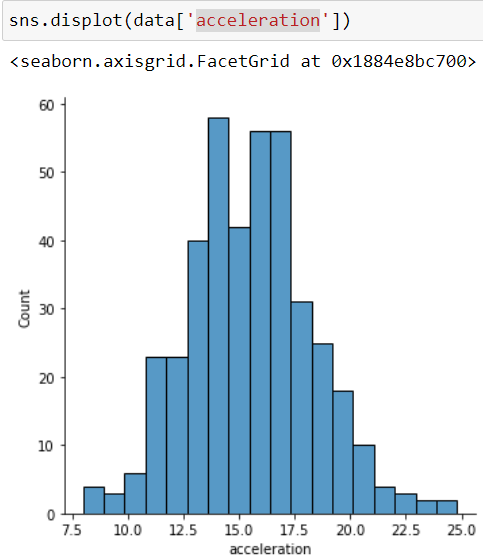 sns.displot(data['acceleration'])
<seaborn.axisgrid.FacetGrid at 0x1884e8bc700>
60
50
40
30
20
10
0
Count
7.5 10.0 12.5 15.0 17.5 20.0 22.5 25.0
acceleration